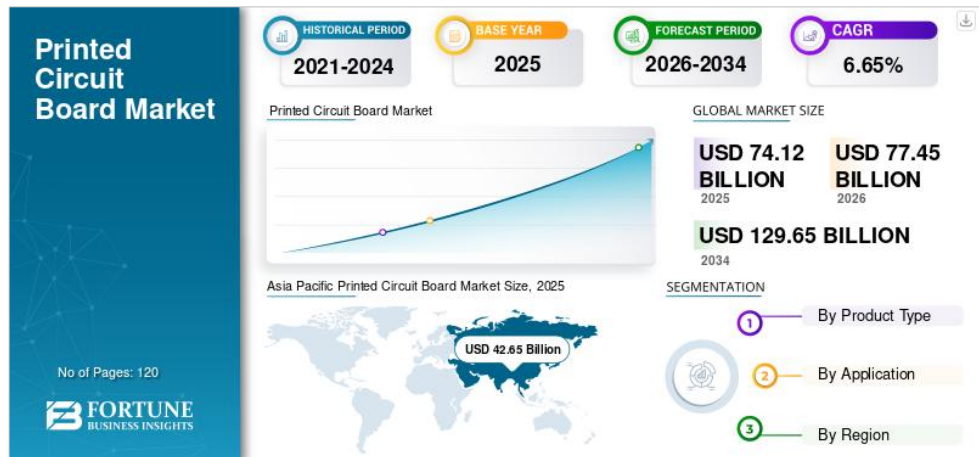 Printed
Circuit
Board Market
No of Pages: 120
FORTUNE
BUSINESS INSIGHTS
HISTORICAL PERIOD
2021-2024
BASE YEAR
2025
FORECAST PERIOD
2026-2034
CAGR
6.65%
Printed Circuit Board Market
GLOBAL MARKET SIZE
USD 74.12
BILLION
2025
USD 77.45
BILLION
2026
USD 129.65 BILLION
2034
Asia Pacific Printed Circuit Board Market Size, 2025
USD 42.65 Billion
SEGMENTATION
1
By Product Type
2
By Application
3
By Region